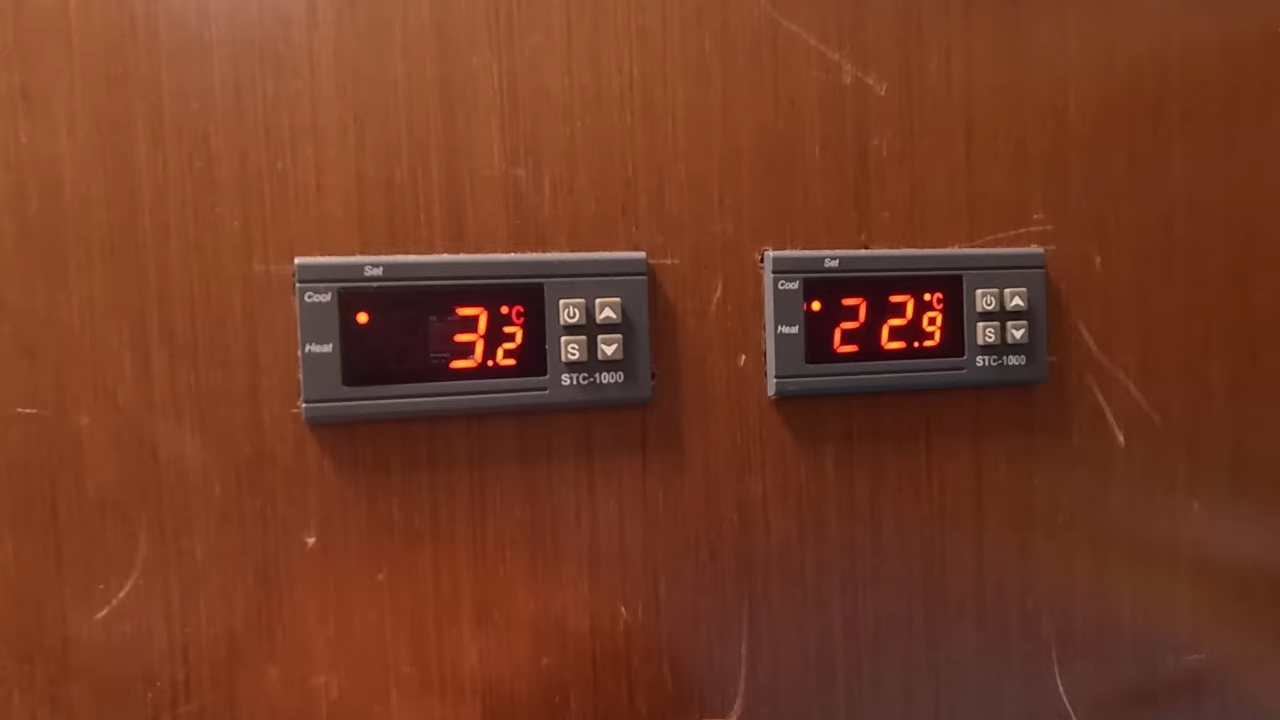 Set
Cool
Heat
3.2 °C
S
STC-1000
Set
Cool
Heat
22.9 °C
S
STC-1000